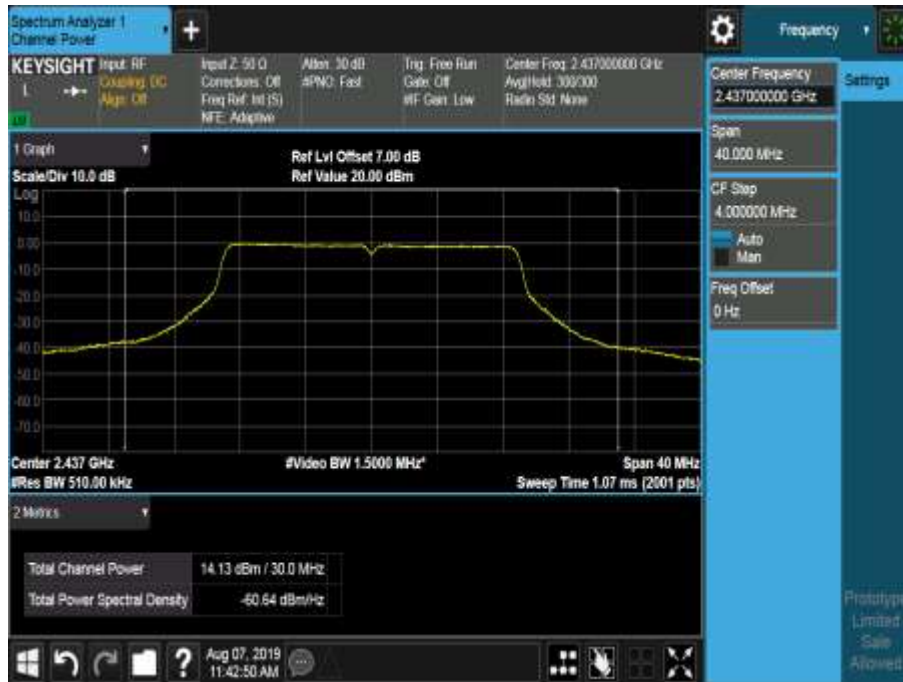 Spectrum Analyzer 1
Channel Power
+
Frequency
KEYSIGHT
L
Input: RF
Coupling: DC
Align: Off
Input Z: 50 Ω
Corrections: Off
Freq Ref: Int (S)
NFE: Adaptive
Atten: 30 dB
#PNO: Fast
Trig: Free Run
Gate: Off
#IF Gain: Low
Center Freq: 2.437000000 GHz
Avg|Hold: 300/300
Radio Std: None
1 Graph
Scale/Div 10.0 dB
Ref Lvl Offset 7.00 dB
Ref Value 20.00 dBm
Log
10.0
0.00
-10.0
-20.0
-30.0
-40.0
-50.0
-60.0
-70.0
Center 2.437 GHz
#Video BW 1.5000 MHz*
Span 40 MHz
#Res BW 510.00 kHz
Sweep Time 1.07 ms (2001 pts)
2 Metrics
Total Channel Power 14.13 dBm / 30.0 MHz
Total Power Spectral Density -60.64 dBm/Hz
Center Frequency
2.437000000 GHz
Settings
Span
40.000 MHz
CF Step
4.000000 MHz
Auto
Man
Freq Offset
0 Hz
Prototype
Limited
Sale
Allowed
?
Aug 07, 2019
11:42:50 AM